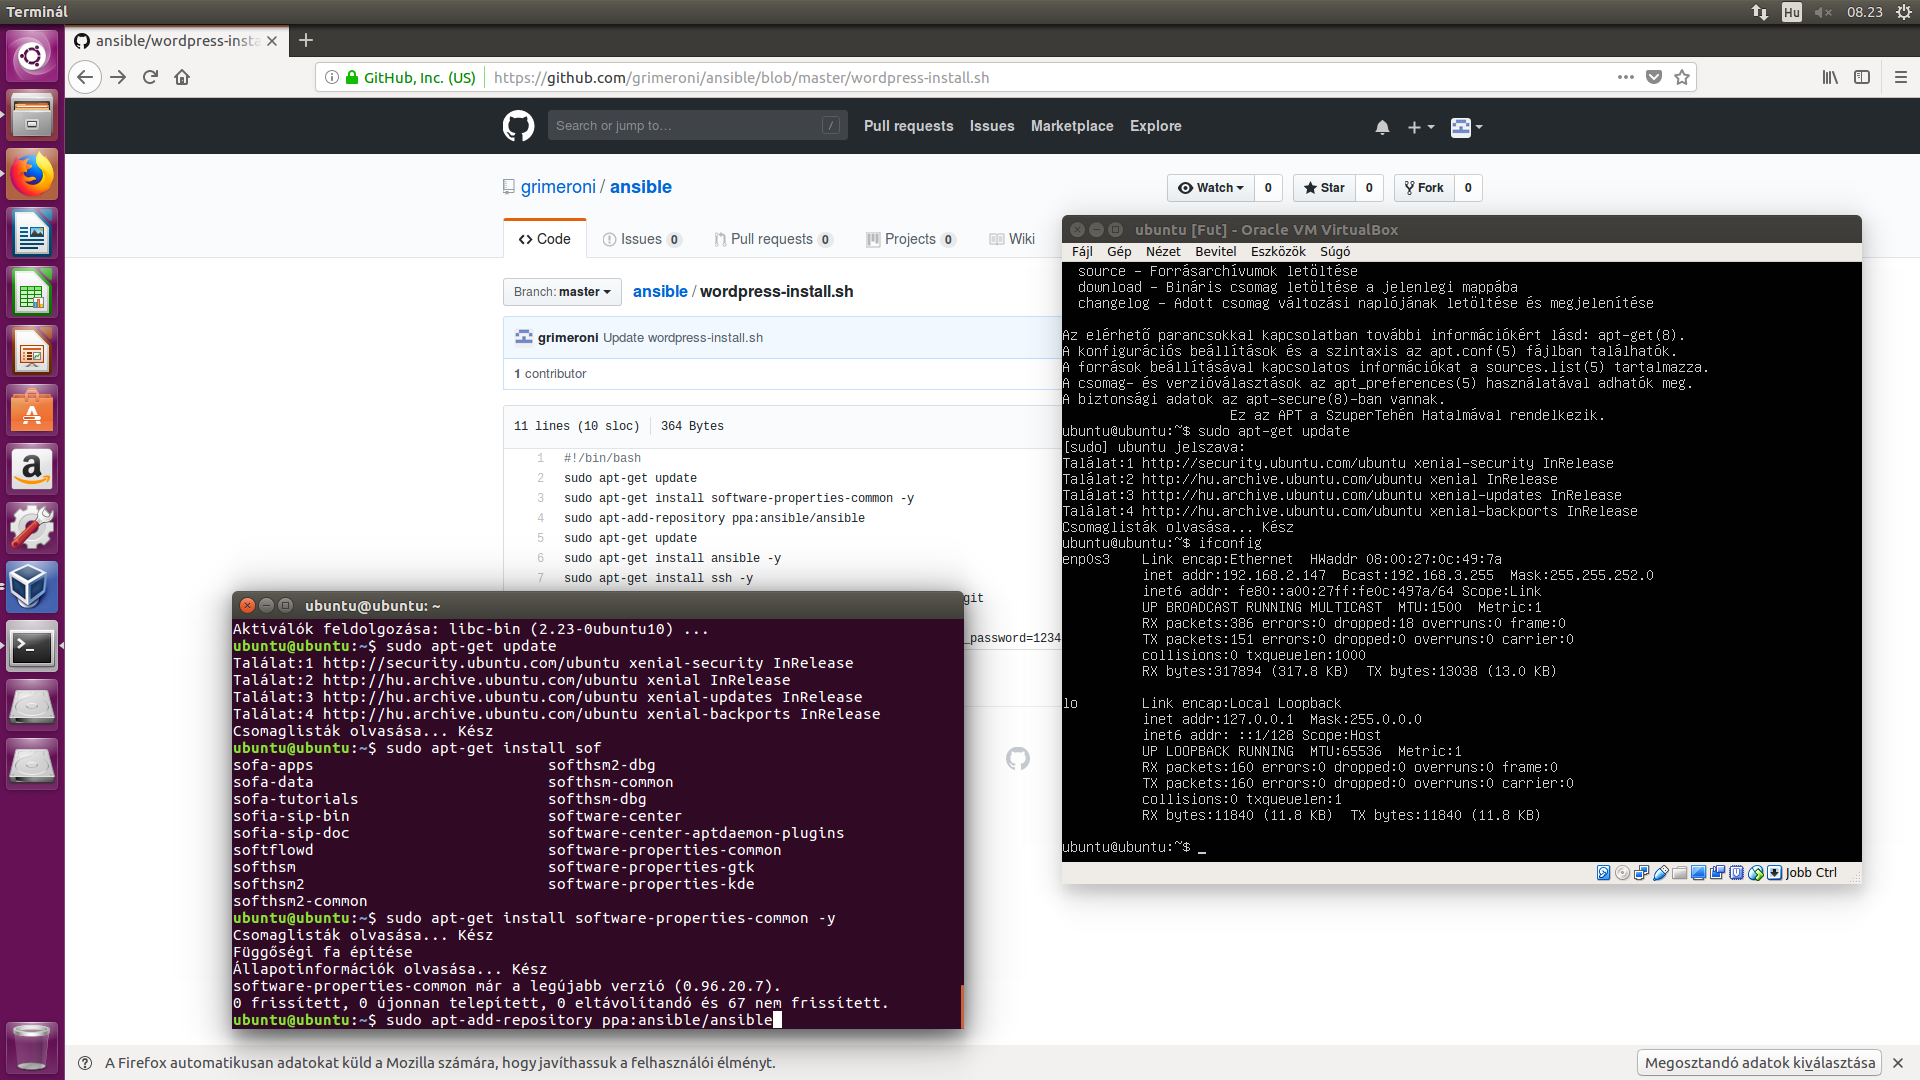 Terminál
Hu
08.23
ansible/wordpress-insta
GitHub, Inc. (US)
https://github.com/grimeroni/ansible/blob/master/wordpress-install.sh
Search or jump to…
/
Pull requests
Issues
Marketplace
Explore
grimeroni / ansible
Watch
0
Star
0
Fork
0
Code
Issues 0
Pull requests 0
Projects 0
Wiki
Branch: master
ansible / wordpress-install.sh
grimeroni Update wordpress-install.sh
1 contributor
11 lines (10 sloc)
364 Bytes
1 #!/bin/bash
2 sudo apt-get update
3 sudo apt-get install software-properties-common -y
4 sudo apt-add-repository ppa:ansible/ansible
5 sudo apt-get update
6 sudo apt-get install ansible -y
7 sudo apt-get install ssh -y
git
_password=1234
ubuntu@ubuntu: ~
Aktiválók feldolgozása: libc-bin (2.23-0ubuntu10) ...
ubuntu@ubuntu:~$ sudo apt-get update
Találat:1 http://security.ubuntu.com/ubuntu xenial-security InRelease
Találat:2 http://hu.archive.ubuntu.com/ubuntu xenial InRelease
Találat:3 http://hu.archive.ubuntu.com/ubuntu xenial-updates InRelease
Találat:4 http://hu.archive.ubuntu.com/ubuntu xenial-backports InRelease
Csomaglisták olvasása... Kész
ubuntu@ubuntu:~$ sudo apt-get install sof
sofa-apps softhsm2-dbg
sofa-data softhsm-common
sofa-tutorials softhsm-dbg
sofia-sip-bin software-center
sofia-sip-doc software-center-aptdaemon-plugins
softflowd software-properties-common
softhsm software-properties-gtk
softhsm2 software-properties-kde
softhsm2-common
ubuntu@ubuntu:~$ sudo apt-get install software-properties-common -y
Csomaglisták olvasása... Kész
Függőségi fa építése
Állapotinformációk olvasása... Kész
software-properties-common már a legújabb verzió (0.96.20.7).
0 frissített, 0 újonnan telepített, 0 eltávolítandó és 67 nem frissített.
ubuntu@ubuntu:~$ sudo apt-add-repository ppa:ansible/ansible
ubuntu [Fut] - Oracle VM VirtualBox
Fájl Gép Nézet Bevitel Eszközök Súgó
source - Forrásarchívumok letöltése
download - Bináris csomag letöltése a jelenlegi mappába
changelog - Adott csomag változási naplójának letöltése és megjelenítése
Az elérhető parancsokkal kapcsolatban további információkért lásd: apt-get(8).
A konfigurációs beállítások és a szintaxis az apt.conf(5) fájlban találhatók.
A források beállításával kapcsolatos információkat a sources.list(5) tartalmazza.
A csomag- és verzióválasztások az apt_preferences(5) használatával adhatók meg.
A biztonsági adatok az apt-secure(8)-ban vannak.
Ez az APT a SzuperTehén Hatalmával rendelkezik.
ubuntu@ubuntu:~$ sudo apt-get update
[sudo] ubuntu jelszava:
Találat:1 http://security.ubuntu.com/ubuntu xenial-security InRelease
Találat:2 http://hu.archive.ubuntu.com/ubuntu xenial InRelease
Találat:3 http://hu.archive.ubuntu.com/ubuntu xenial-updates InRelease
Találat:4 http://hu.archive.ubuntu.com/ubuntu xenial-backports InRelease
Csomaglisták olvasása... Kész
ubuntu@ubuntu:~$ ifconfig
enp0s3 Link encap:Ethernet HWaddr 08:00:27:0c:49:7a
inet addr:192.168.2.147 Bcast:192.168.3.255 Mask:255.255.252.0
inet6 addr: fe80::a00:27ff:fe0c:497a/64 Scope:Link
UP BROADCAST RUNNING MULTICAST MTU:1500 Metric:1
RX packets:386 errors:0 dropped:18 overruns:0 frame:0
TX packets:151 errors:0 dropped:0 overruns:0 carrier:0
collisions:0 txqueuelen:1000
RX bytes:317894 (317.8 KB) TX bytes:13038 (13.0 KB)
lo Link encap:Local Loopback
inet addr:127.0.0.1 Mask:255.0.0.0
inet6 addr: ::1/128 Scope:Host
UP LOOPBACK RUNNING MTU:65536 Metric:1
RX packets:160 errors:0 dropped:0 overruns:0 frame:0
TX packets:160 errors:0 dropped:0 overruns:0 carrier:0
collisions:0 txqueuelen:1
RX bytes:11840 (11.8 KB) TX bytes:11840 (11.8 KB)
ubuntu@ubuntu:~$ _
Jobb Ctrl
A Firefox automatikusan adatokat küld a Mozilla számára, hogy javíthassuk a felhasználói élményt.
Megosztandó adatok kiválasztása